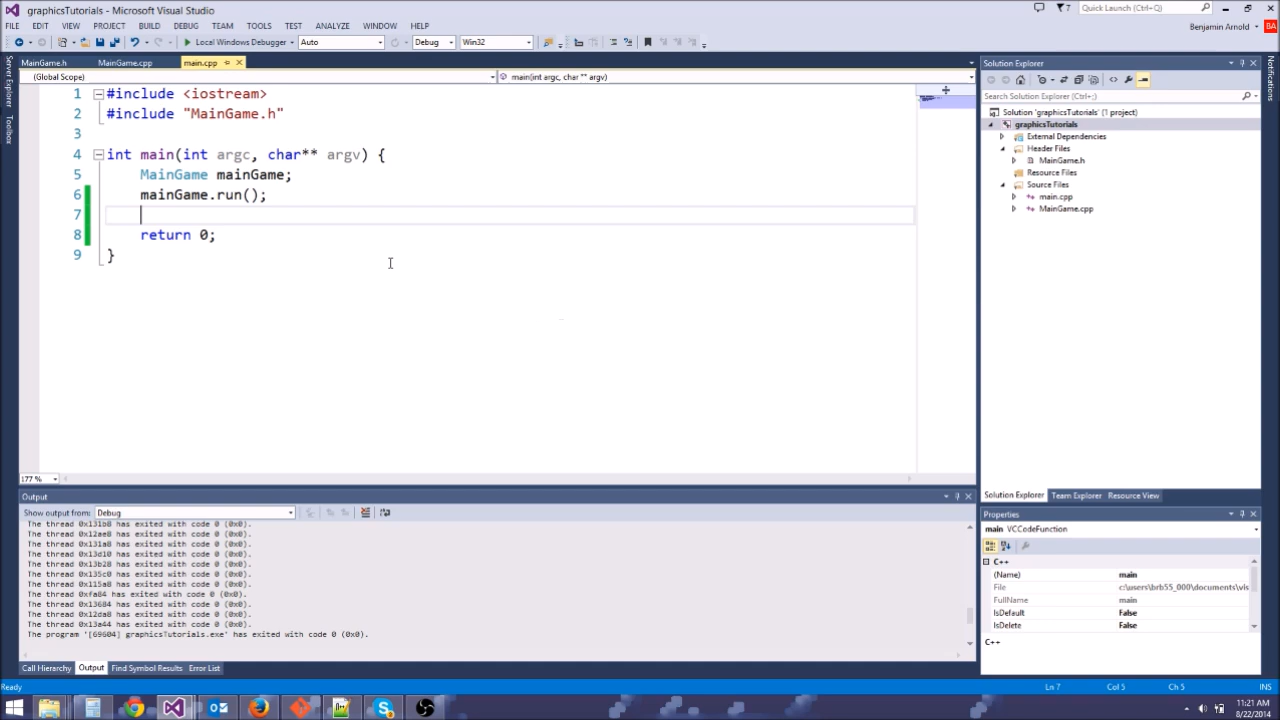 graphicsTutorials - Microsoft Visual Studio
7
Quick Launch (Ctrl+Q)
FILE EDIT VIEW PROJECT BUILD DEBUG TEAM TOOLS TEST ANALYZE WINDOW HELP
Benjamin Arnold
BA
Local Windows Debugger Auto Debug Win32
Server Explorer
Toolbox
Notifications
MainGame.h MainGame.cpp main.cpp
(Global Scope) main(int argc, char ** argv)
1 #include <iostream>
2 #include "MainGame.h"
3
4 int main(int argc, char** argv) {
5 MainGame mainGame;
6 mainGame.run();
7
8 return 0;
9 }
177 %
Output
Show output from: Debug
The thread 0x131b8 has exited with code 0 (0x0).
The thread 0x12ae8 has exited with code 0 (0x0).
The thread 0x131a8 has exited with code 0 (0x0).
The thread 0x13d10 has exited with code 0 (0x0).
The thread 0x13b28 has exited with code 0 (0x0).
The thread 0x135c0 has exited with code 0 (0x0).
The thread 0x115a8 has exited with code 0 (0x0).
The thread 0xfa84 has exited with code 0 (0x0).
The thread 0x13684 has exited with code 0 (0x0).
The thread 0x12da8 has exited with code 0 (0x0).
The thread 0x13a44 has exited with code 0 (0x0).
The program '[69604] graphicsTutorials.exe' has exited with code 0 (0x0).
Call Hierarchy Output Find Symbol Results Error List
Solution Explorer
Search Solution Explorer (Ctrl+;)
Solution 'graphicsTutorials' (1 project)
graphicsTutorials
External Dependencies
Header Files
MainGame.h
Resource Files
Source Files
main.cpp
MainGame.cpp
Solution Explorer Team Explorer Resource View
Properties
main VCCodeFunction
C++
(Name) main
File c:\users\brb55_000\documents\vis
FullName main
IsDefault False
IsDelete False
C++
Ready Ln 7 Col 5 Ch 5 INS
11:21 AM
8/22/2014